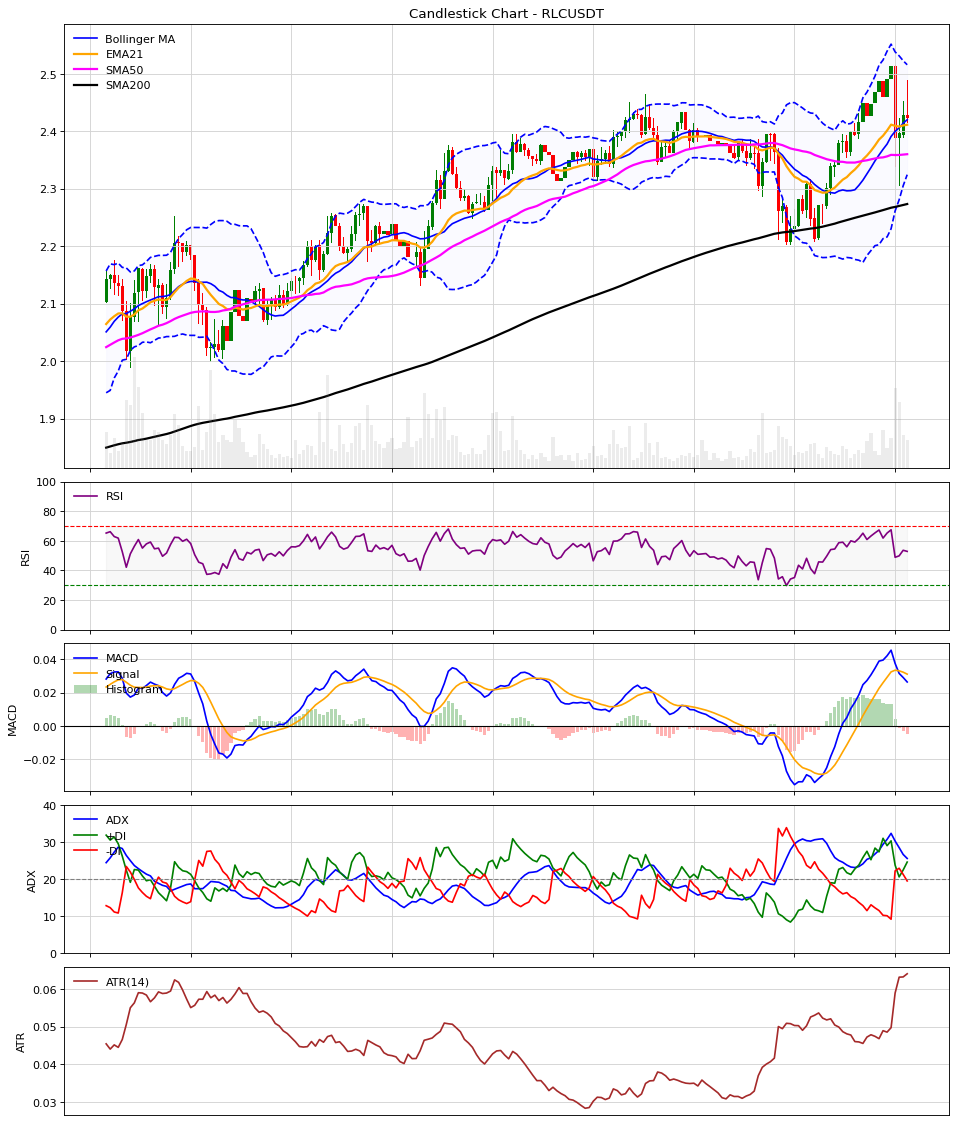 Candlestick Chart - RLCUSDT
Bollinger MA
EMA21
SMA50
SMA200
2.5
2.4
2.3
2.2
2.1
2.0
1.9
RSI
100
80
60
40
20
0
RSI
MACD
Signal
Histogram
0.04
0.02
0.00
−0.02
MACD
ADX
+DI
-DI
40
30
20
10
0
ADX
ATR(14)
0.06
0.05
0.04
0.03
ATR